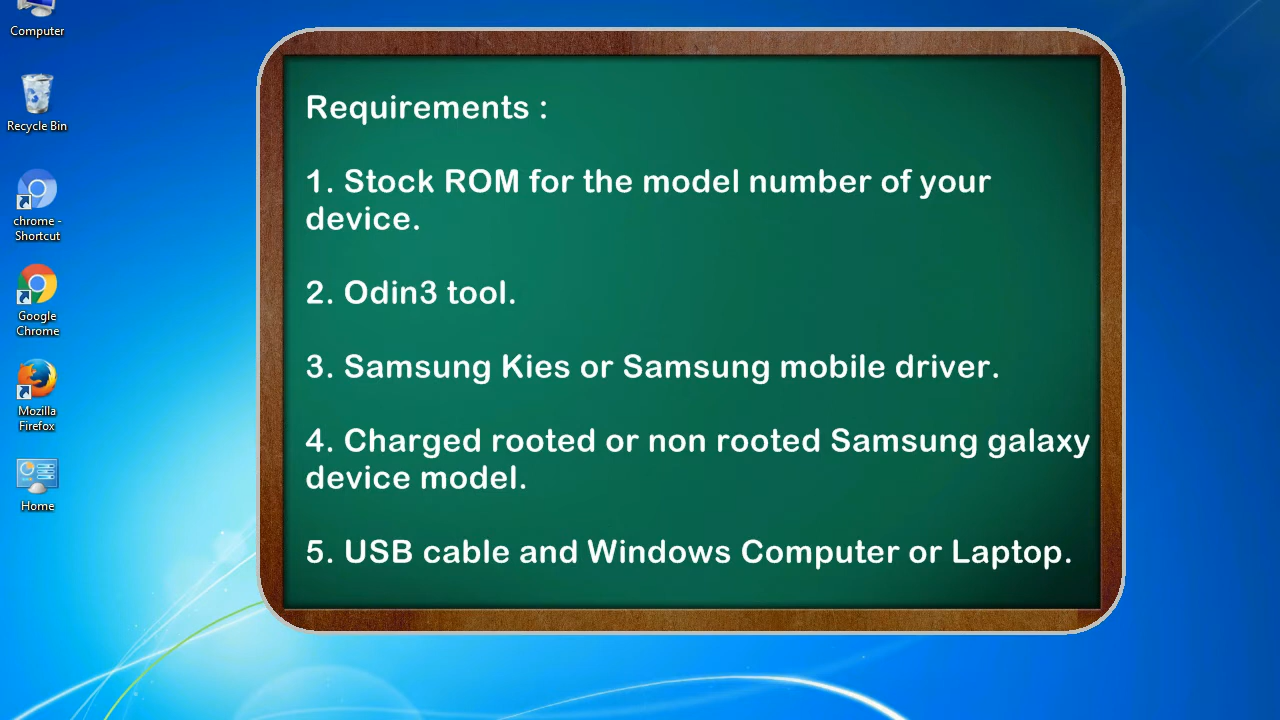 Computer
Recycle Bin
chrome -
Shortcut
Google
Chrome
Mozilla
Firefox
Home
Requirements :
1. Stock ROM for the model number of your
device.
2. Odin3 tool.
3. Samsung Kies or Samsung mobile driver.
4. Charged rooted or non rooted Samsung galaxy
device model.
5. USB cable and Windows Computer or Laptop.